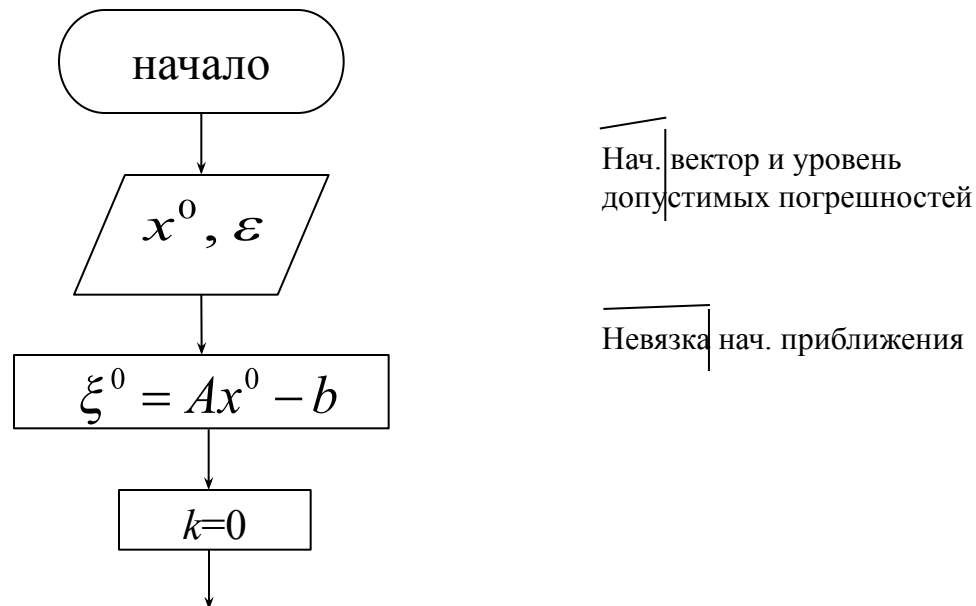 начало
x⁰, ε
ξ⁰ = Ax⁰ − b
k=0
Нач. вектор и уровень
допустимых погрешностей
Невязка нач. приближения